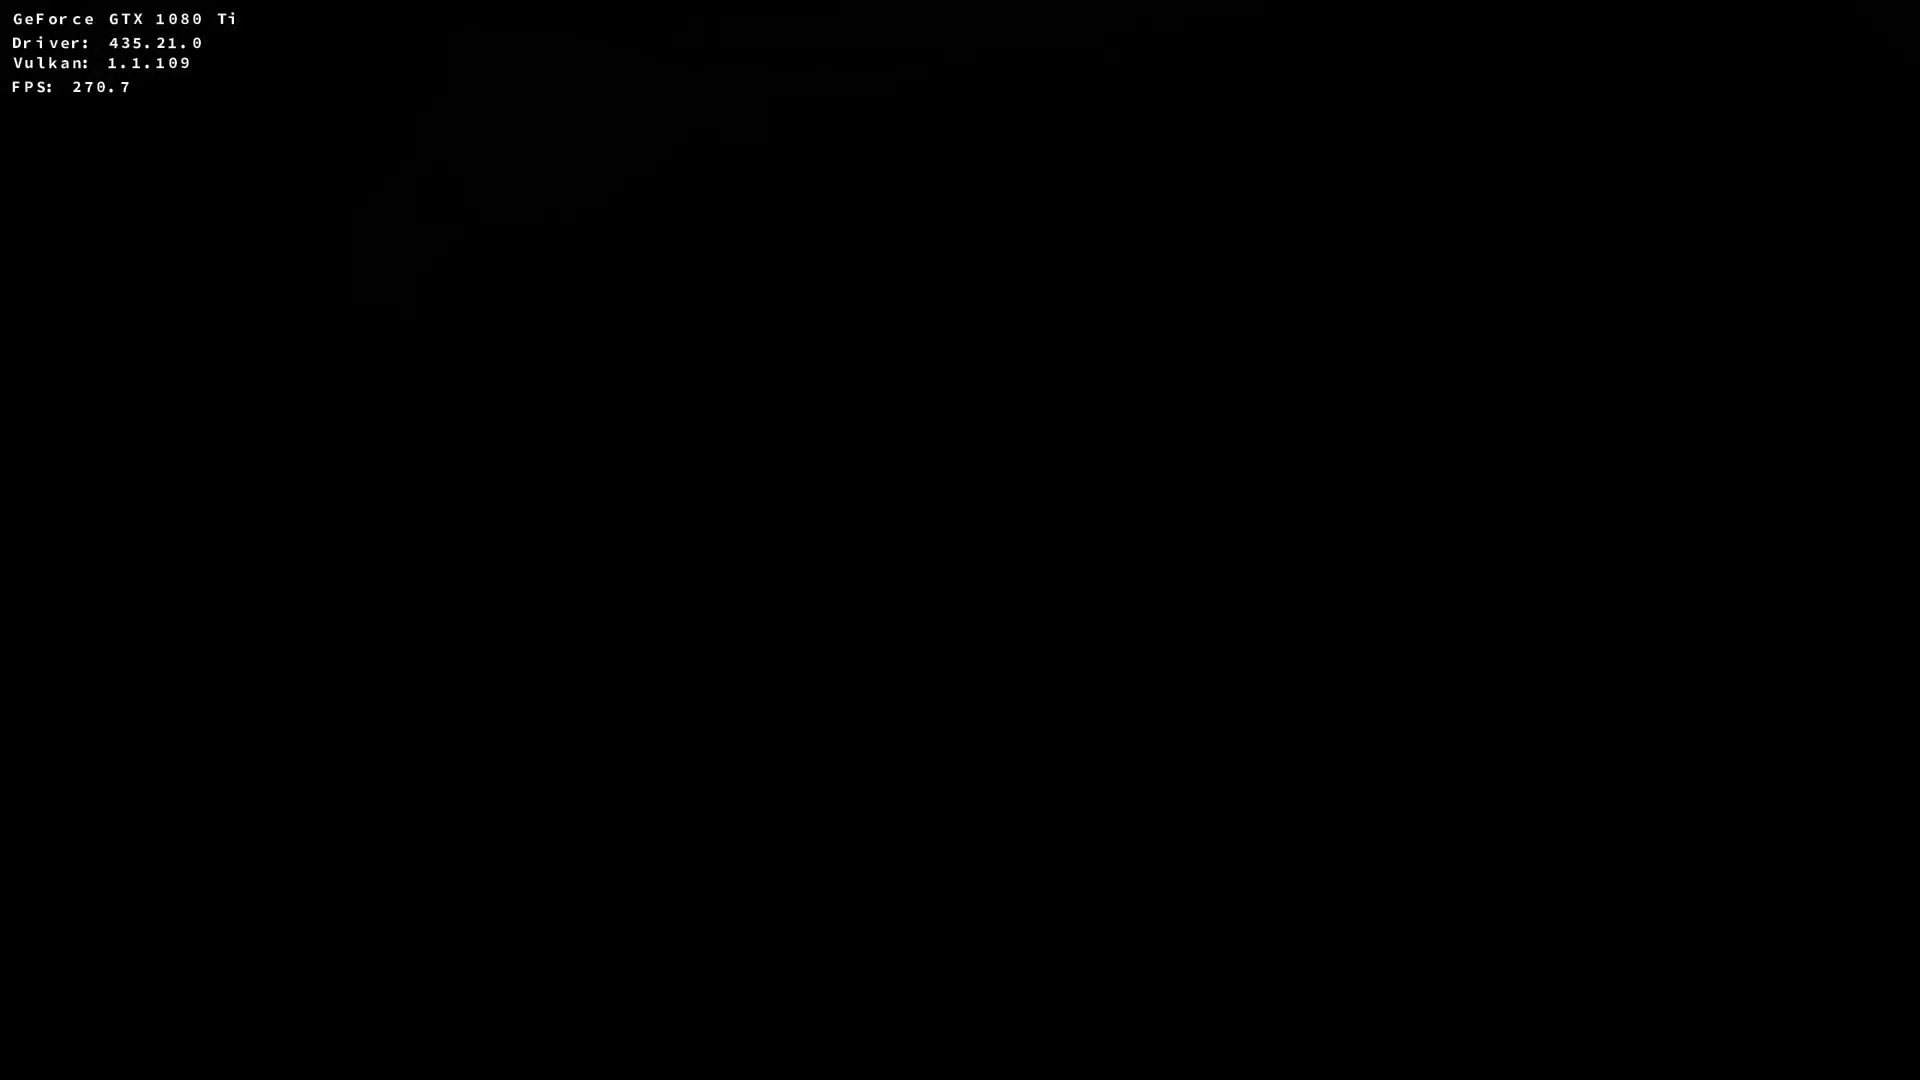 GeForce GTX 1080 Ti
Driver: 435.21.0
Vulkan: 1.1.109
FPS: 270.7